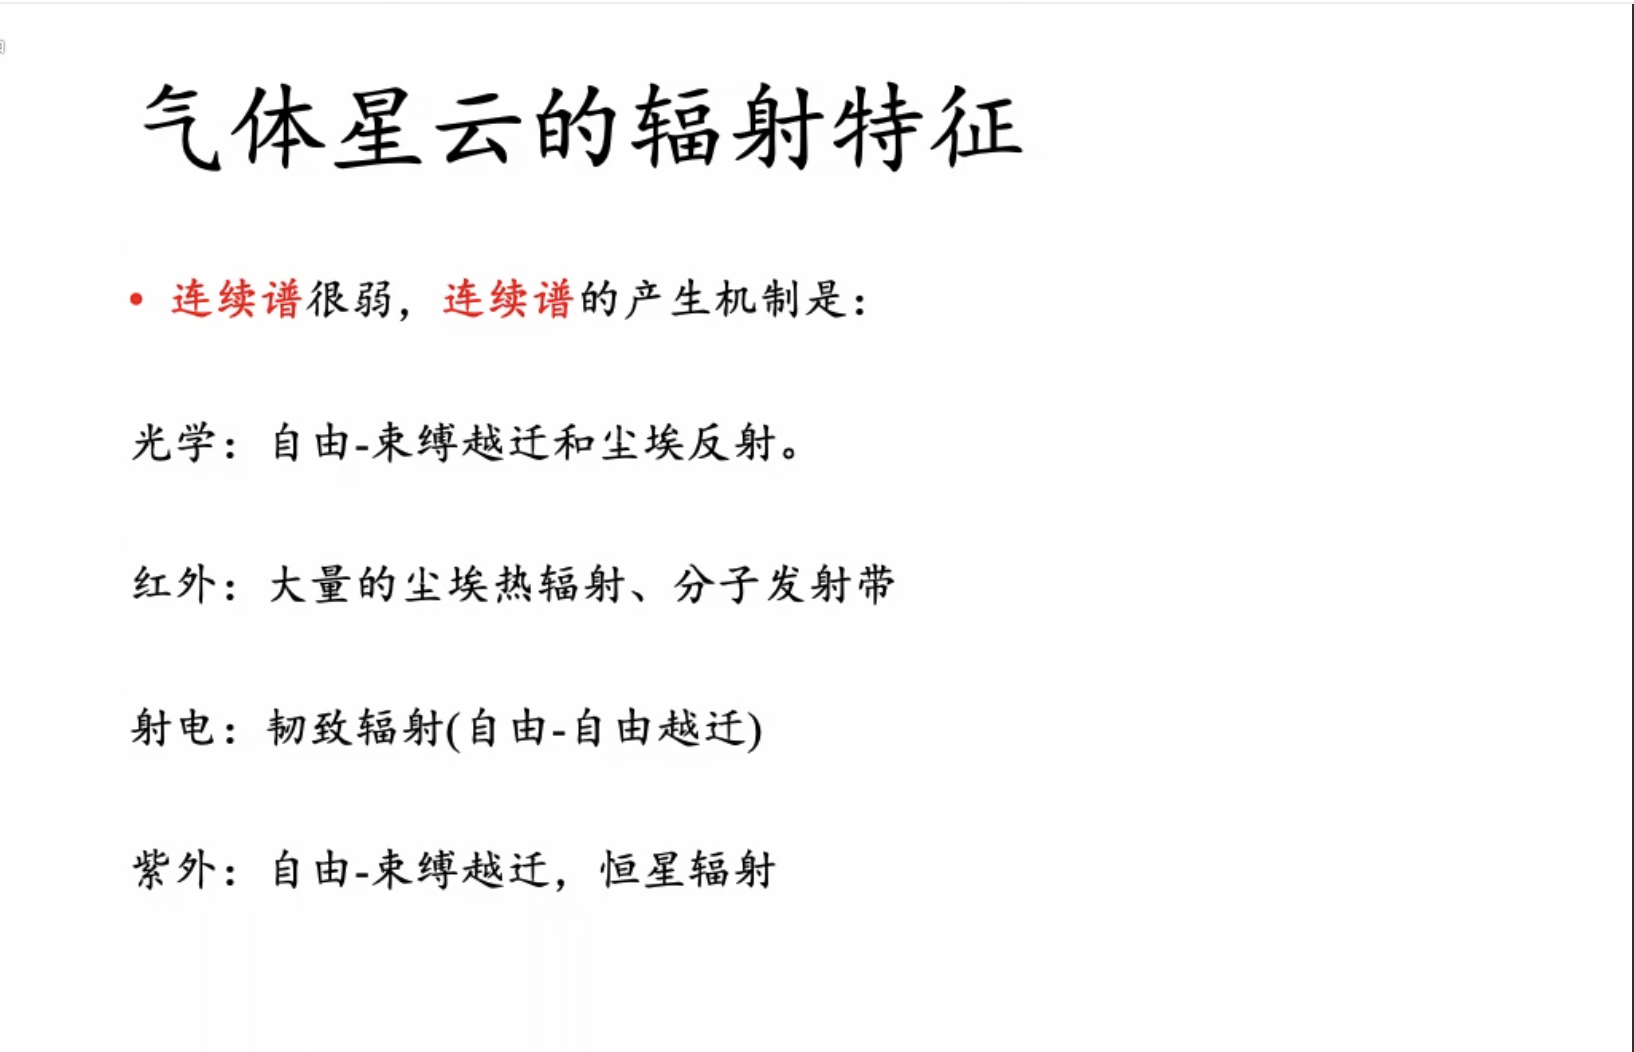 气体星云的辐射特征
• 连续谱很弱，连续谱的产生机制是：
光学：自由-束缚越迁和尘埃反射。
红外：大量的尘埃热辐射、分子发射带
射电：韧致辐射(自由-自由越迁)
紫外：自由-束缚越迁，恒星辐射